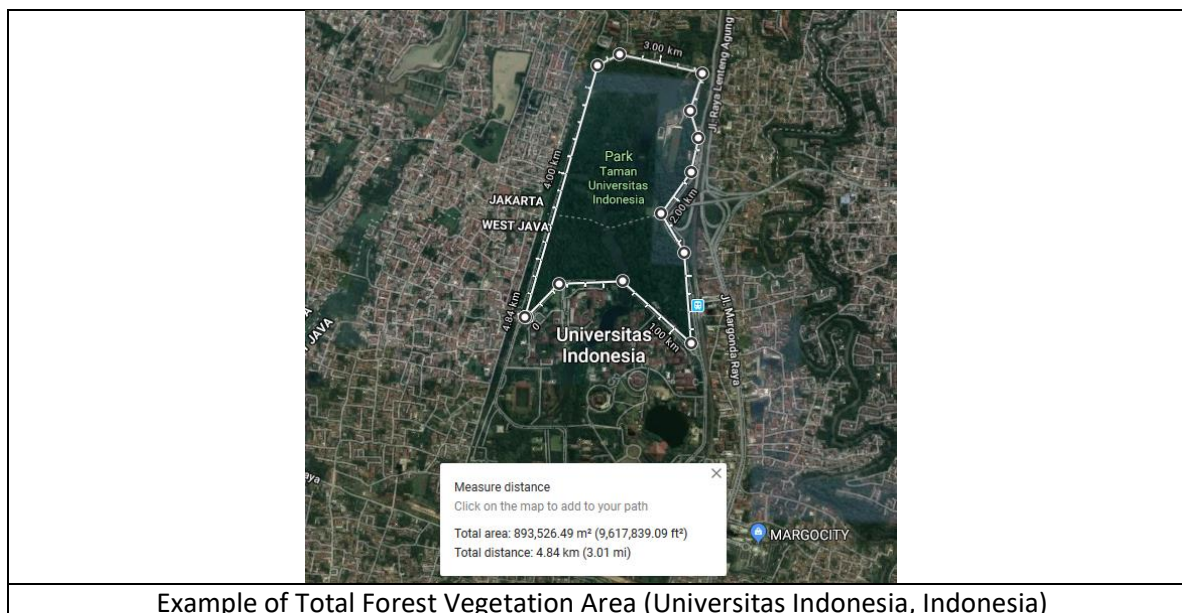 3.00 km
Jl. Raya Lenteng Agung
Park
Taman
Universitas
Indonesia
4.00 km
JAKARTA
WEST JAVA
2.00 km
4.84 km
0
JAVA
1.00 km
Universitas
Indonesia
Jl. Margonda Raya
Measure distance
Click on the map to add to your path
Total area: 893,526.49 m² (9,617,839.09 ft²)
Total distance: 4.84 km (3.01 mi)
MARGOCITY
Example of Total Forest Vegetation Area (Universitas Indonesia, Indonesia)